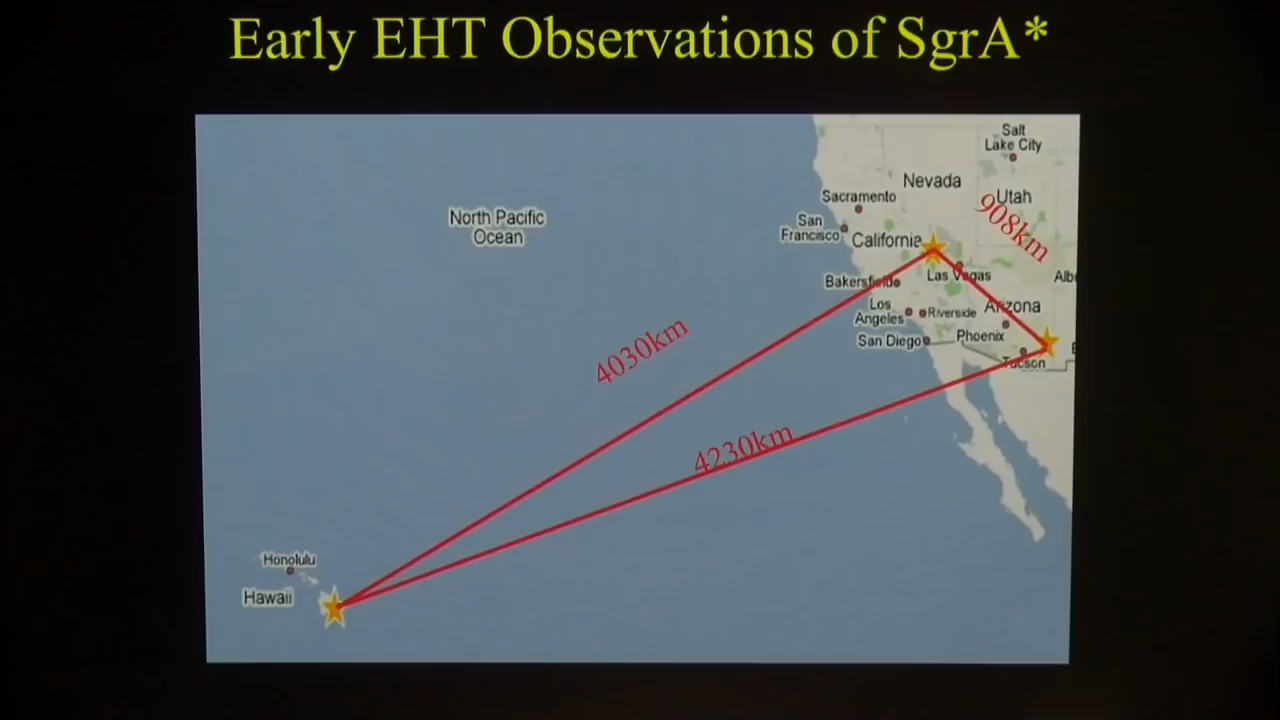 Early EHT Observations of SgrA*
Salt
Lake City
Nevada
Utah
Sacramento
908km
North Pacific
Ocean
San
Francisco
California
Las Vegas
Bakersfield
Alb
Los
Angeles
Riverside
Arizona
San Diego
Phoenix
Tucson
4030km
4230km
Honolulu
Hawaii